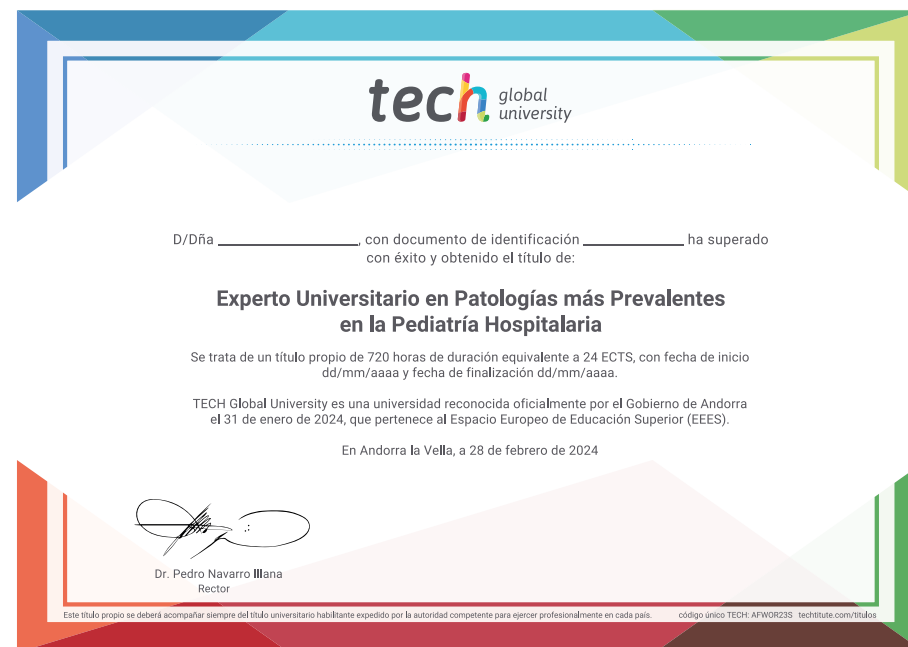 tech global
university
D/Dña ____________________, con documento de identificación ______________ ha superado
con éxito y obtenido el título de:
Experto Universitario en Patologías más Prevalentes
en la Pediatría Hospitalaria
Se trata de un título propio de 720 horas de duración equivalente a 24 ECTS, con fecha de inicio
dd/mm/aaaa y fecha de finalización dd/mm/aaaa.
TECH Global University es una universidad reconocida oficialmente por el Gobierno de Andorra
el 31 de enero de 2024, que pertenece al Espacio Europeo de Educación Superior (EEES).
En Andorra la Vella, a 28 de febrero de 2024
Dr. Pedro Navarro Illana
Rector
Este título propio se deberá acompañar siempre del título universitario habilitante expedido por la autoridad competente para ejercer profesionalmente en cada país. código único TECH: AFWOR23S techtitute.com/titulos